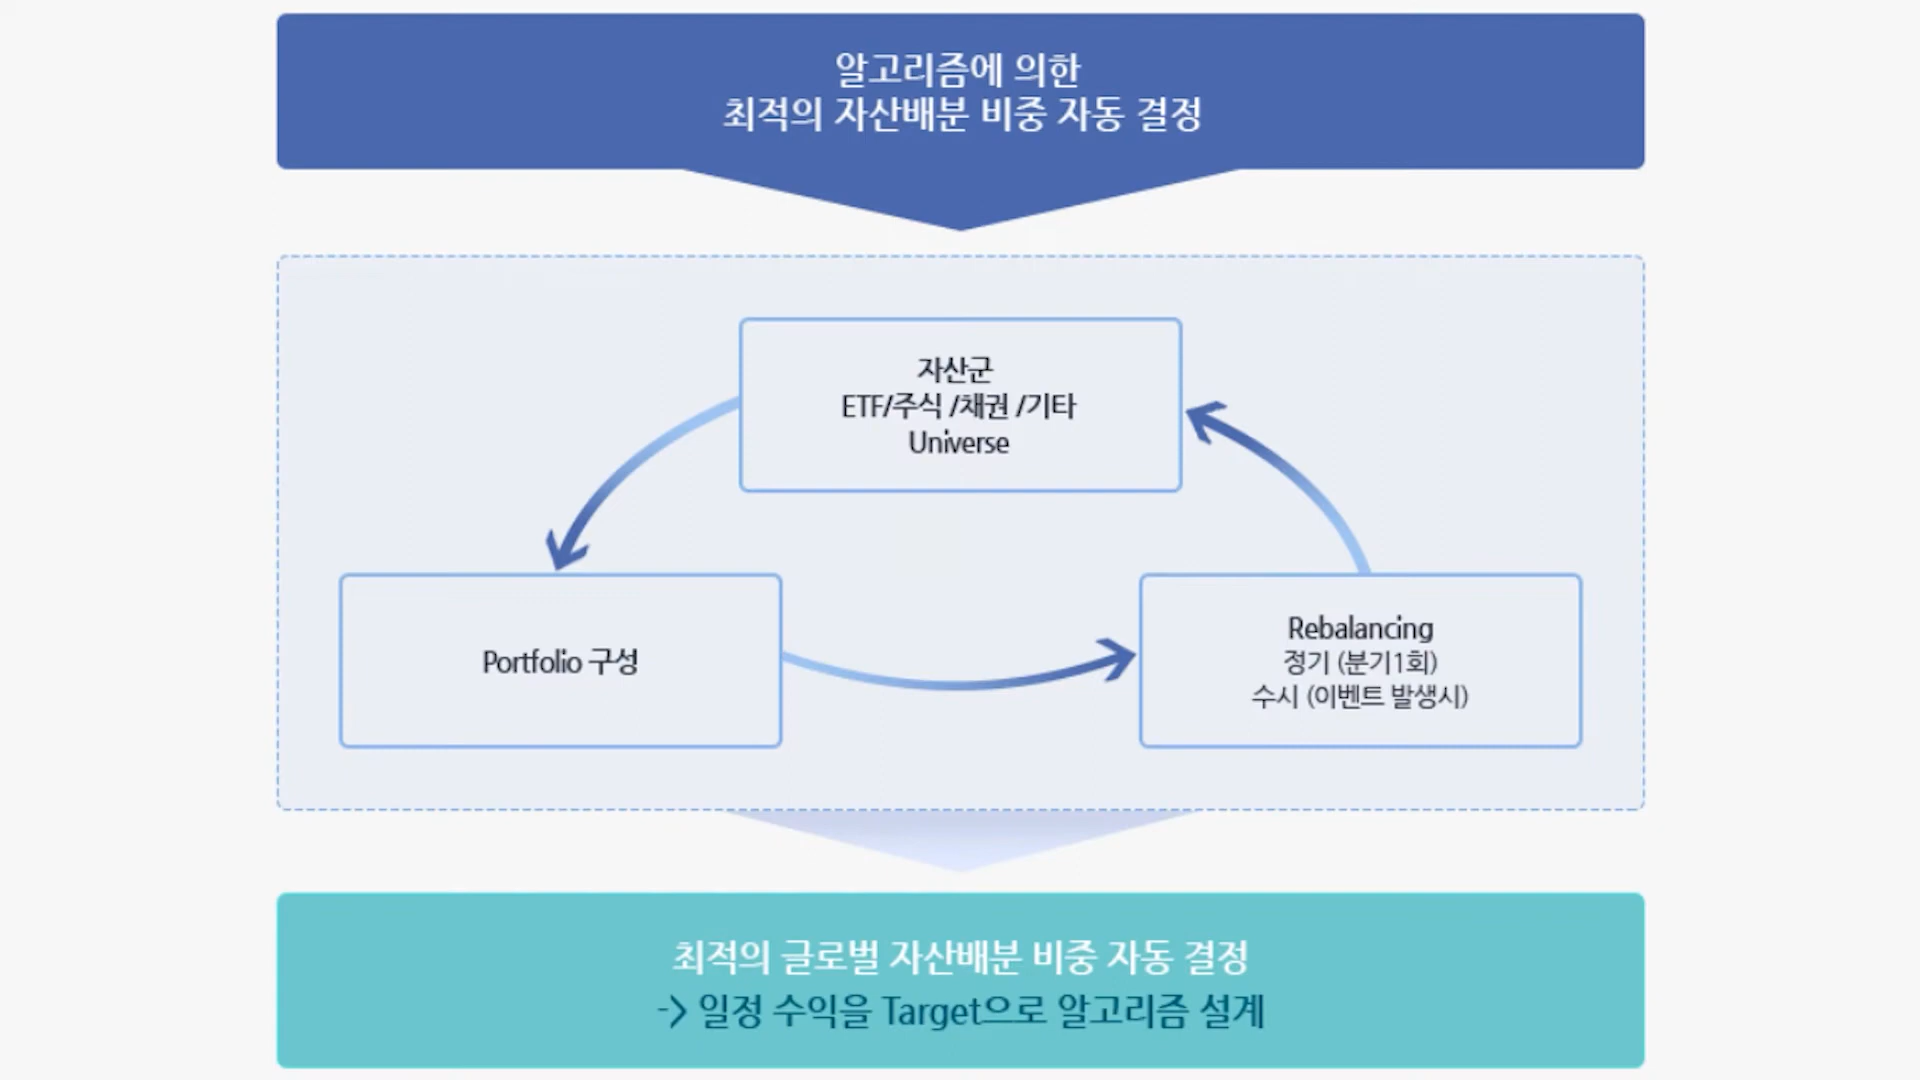 알고리즘에 의한
최적의 자산배분 비중 자동 결정
자산군
ETF/주식 /채권 /기타
Universe
Portfolio 구성
Rebalancing
정기 (분기1회)
수시 (이벤트 발생시)
최적의 글로벌 자산배분 비중 자동 결정
-> 일정 수익을 Target으로 알고리즘 설계